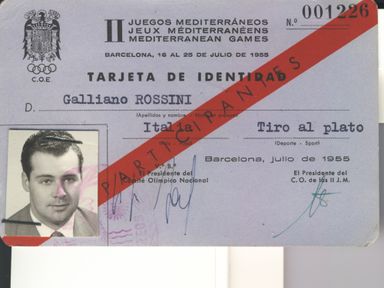 II JUEGOS MEDITERRÁNEOS
JEUX MÉDITERRANÉENS
MEDITERRANEAN GAMES
N.º 001226
BARCELONA, 16 AL 25 DE JULIO DE 1955
C.O.E.
TARJETA DE IDENTIDAD
D. Galliano ROSSINI
(Apellidos y nombre
Italia Tiro al plato
(Deporte - Sport)
PARTICIPANTES
Barcelona, julio de 1955
V.º B.º
El Presidente del
Comité Olímpico Nacional
El Presidente del
C.O. de los II J.M.